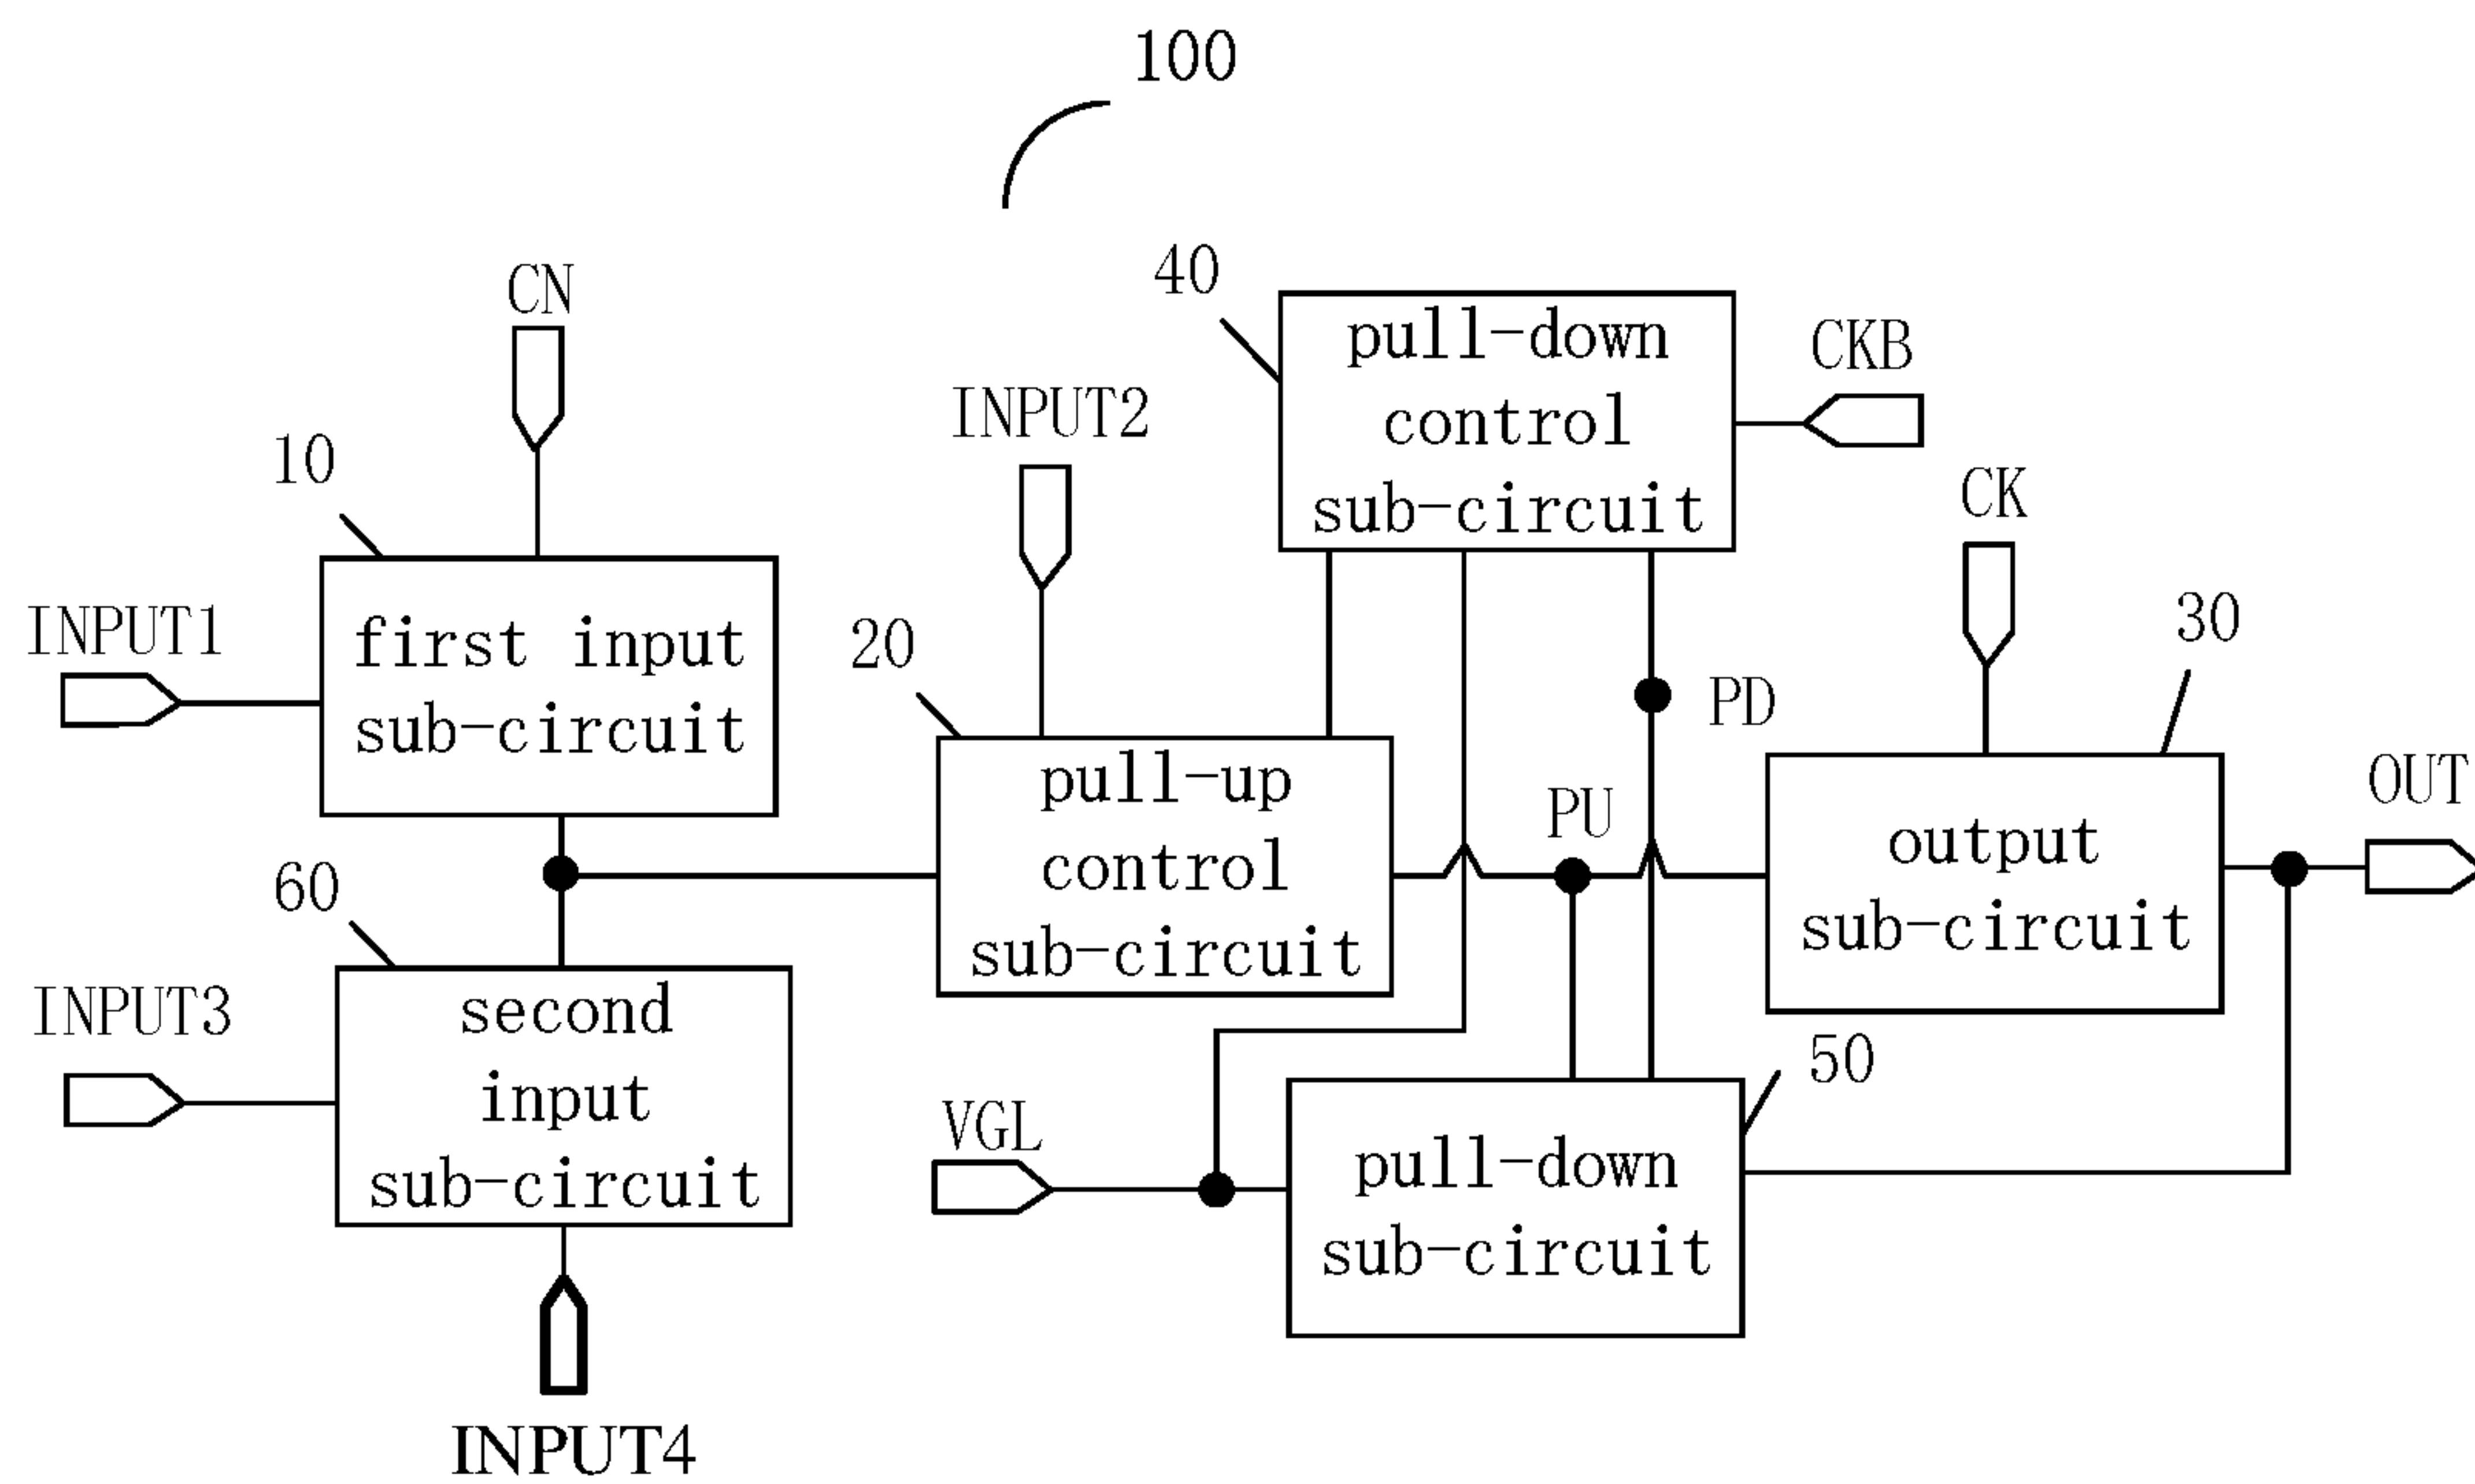 100
CN
40
pull-down
control
sub-circuit
CKB
INPUT2
10
CK
INPUT1
first input
sub-circuit
20
30
PD
pull-up
control
sub-circuit
PU
output
sub-circuit
OUT
60
INPUT3
second
input
sub-circuit
50
VGL
pull-down
sub-circuit
INPUT4